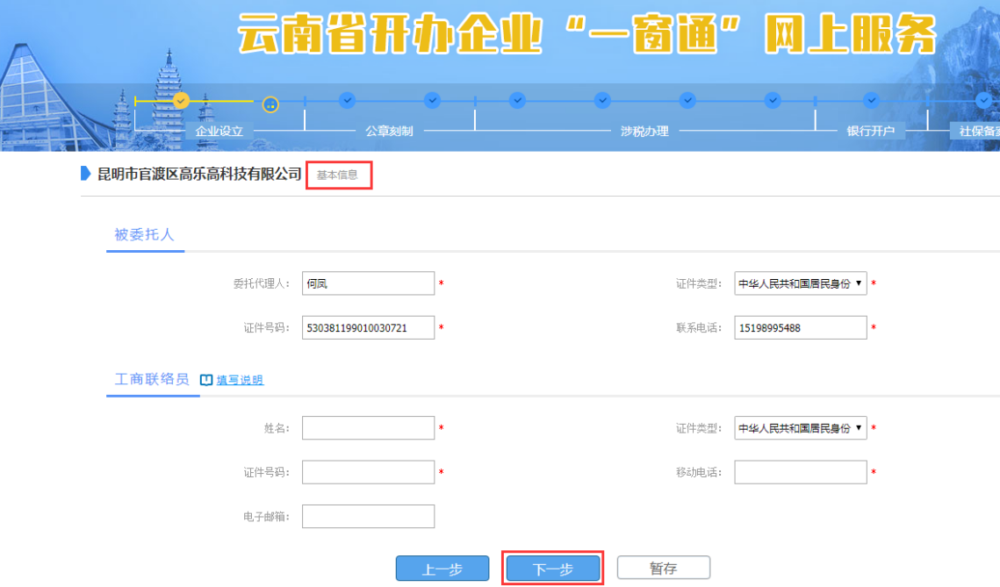 云南省开办企业“一窗通”网上服务
企业设立 公章刻制 涉税办理 银行开户 社保备案
昆明市官渡区高乐高科技有限公司 基本信息
被委托人
委托代理人： 何凤 * 证件类型： 中华人民共和国居民身份 *
证件号码： 530381199010030721 * 联系电话： 15198995488 *
工商联络员 填写说明
姓名： * 证件类型： 中华人民共和国居民身份 *
证件号码： * 移动电话： *
电子邮箱：
上一步 下一步 暂存